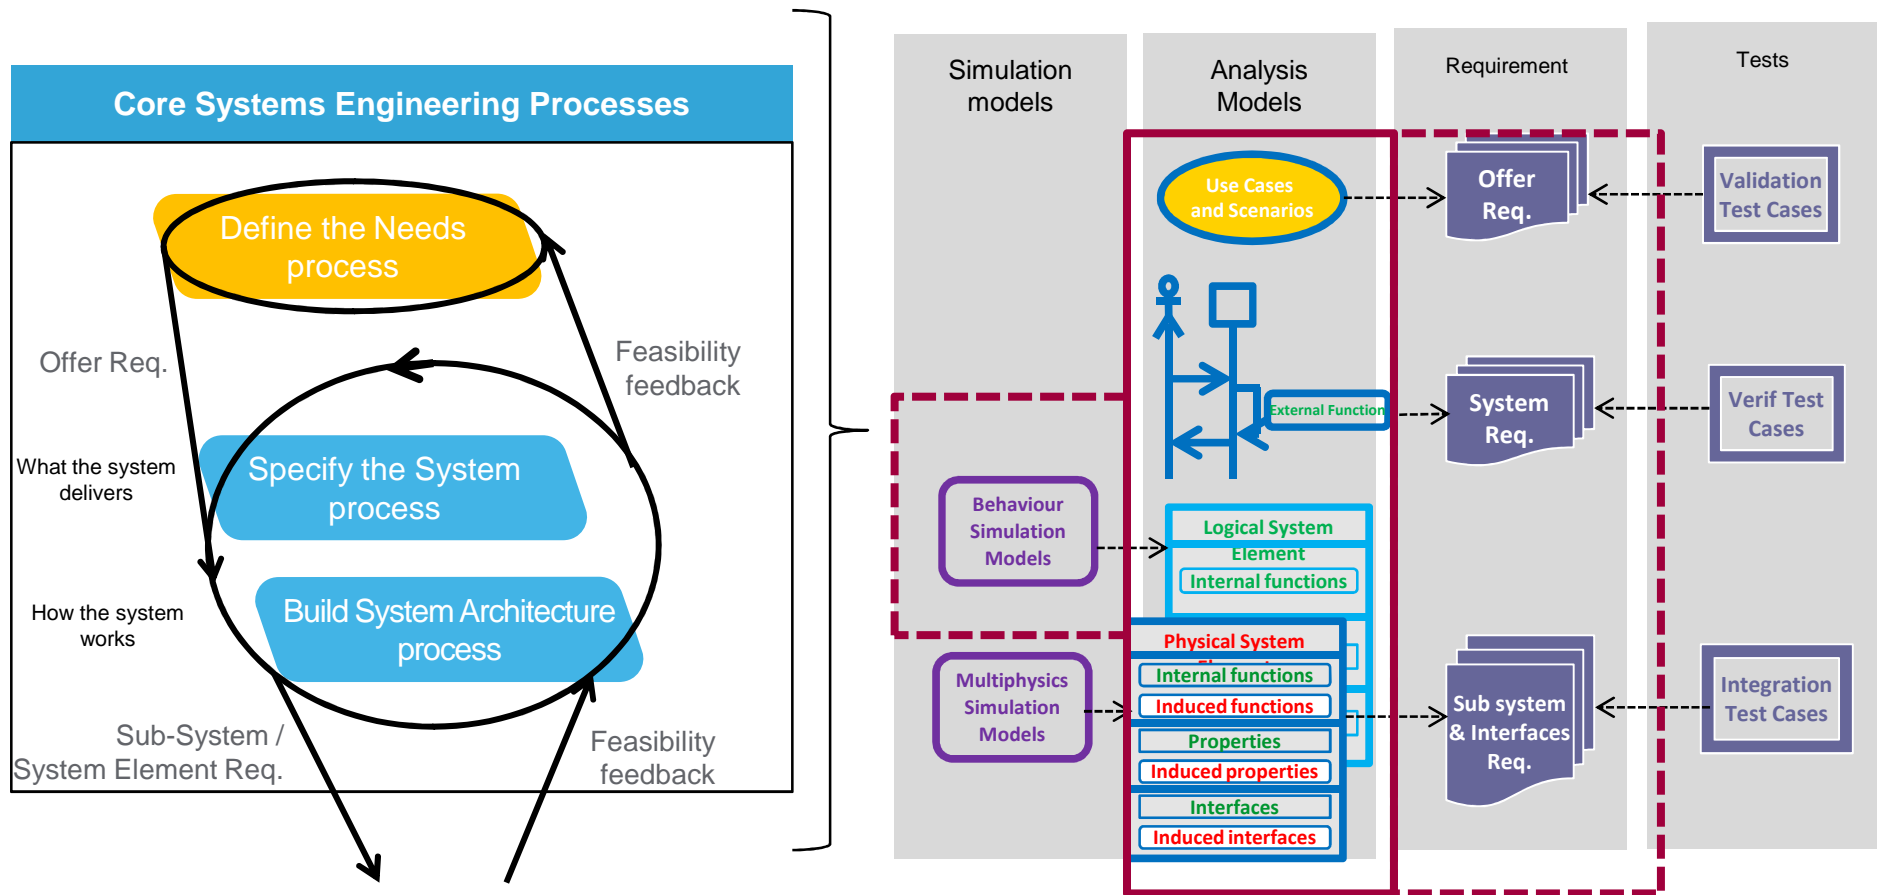 Core Systems Engineering Processes
Define the Needs
process
Offer Req.
Feasibility
feedback
What the system
delivers
Specify the System
process
How the system
works
Build System Architecture
process
Sub-System /
System Element Req.
Feasibility
feedback
Simulation
models
Analysis
Models
Requirement
Tests
Use Cases
and Scenarios
Offer
Req.
Validation
Test Cases
External Function
System
Req.
Verif Test
Cases
Behaviour
Simulation
Models
Logical System
Element
Internal functions
Multiphysics
Simulation
Models
Physical System
Internal functions
Induced functions
Properties
Induced properties
Interfaces
Induced interfaces
Sub system
& Interfaces
Req.
Integration
Test Cases